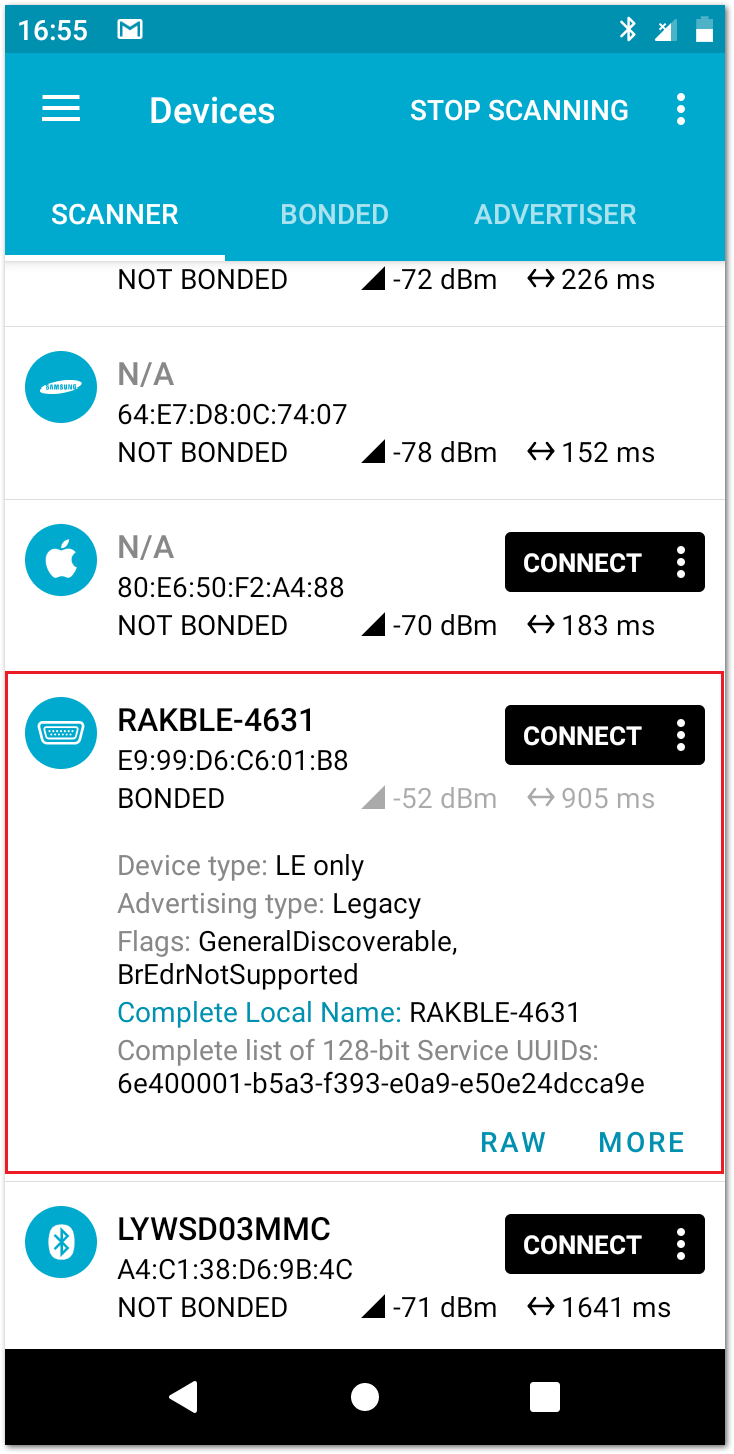 16:55
Devices STOP SCANNING
SCANNER BONDED ADVERTISER
NOT BONDED -72 dBm 226 ms
SAMSUNG
N/A
64:E7:D8:0C:74:07
NOT BONDED -78 dBm 152 ms
N/A
CONNECT
80:E6:50:F2:A4:88
NOT BONDED -70 dBm 183 ms
RAKBLE-4631
CONNECT
E9:99:D6:C6:01:B8
BONDED -52 dBm 905 ms
Device type: LE only
Advertising type: Legacy
Flags: GeneralDiscoverable,
BrEdrNotSupported
Complete Local Name: RAKBLE-4631
Complete list of 128-bit Service UUIDs:
6e400001-b5a3-f393-e0a9-e50e24dcca9e
RAW MORE
LYWSD03MMC
CONNECT
A4:C1:38:D6:9B:4C
NOT BONDED -71 dBm 1641 ms